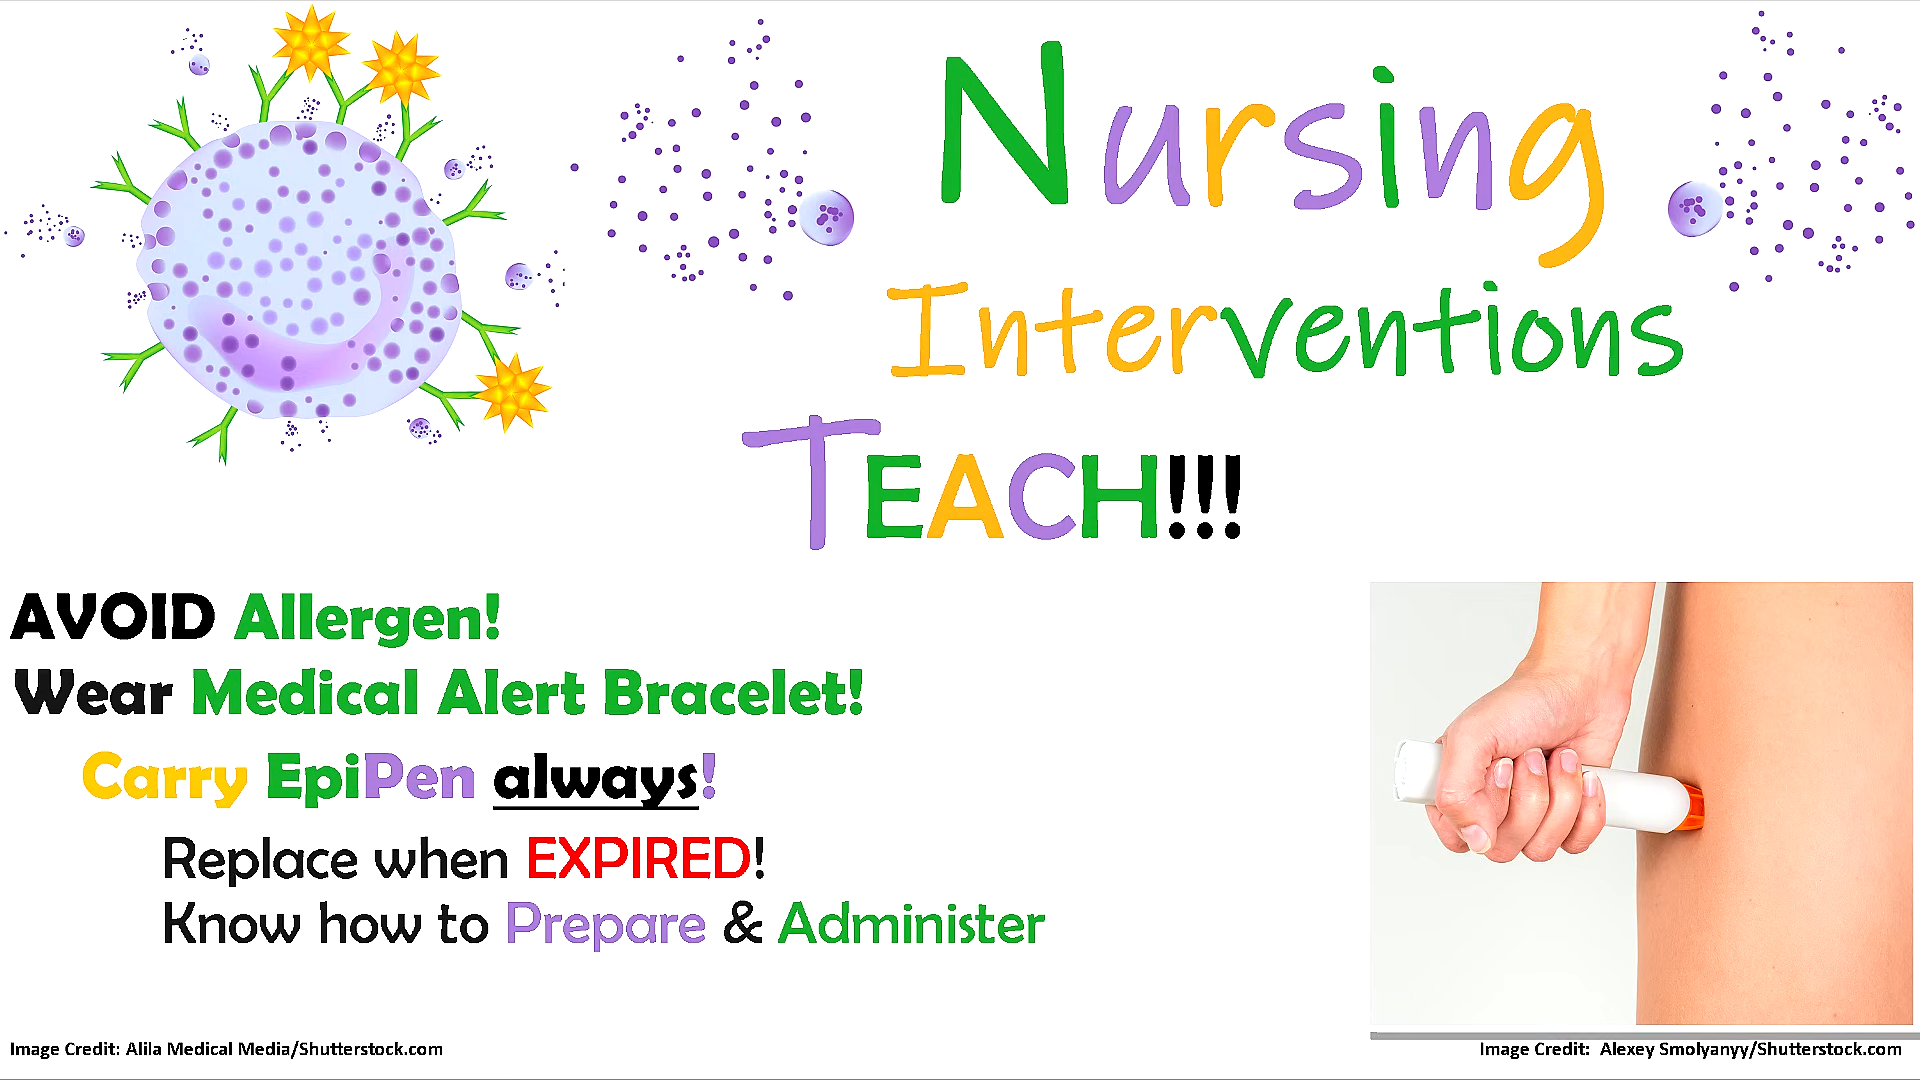 Nursing
Interventions
TEACH!!!
AVOID Allergen!
Wear Medical Alert Bracelet!
Carry EpiPen always!
Replace when EXPIRED!
Know how to Prepare & Administer
Image Credit: Alila Medical Media/Shutterstock.com
Image Credit: Alexey Smolyanyy/Shutterstock.com